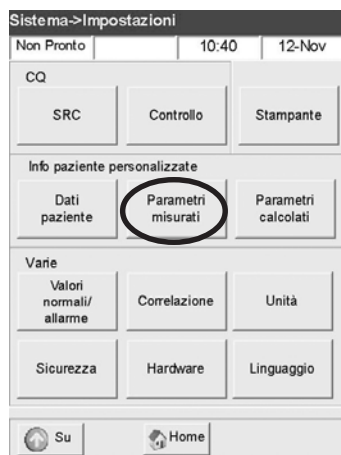 Sistema->Impostazioni
Non Pronto 10:40 12-Nov
CQ
SRC Controllo Stampante
Info paziente personalizzate
Dati paziente
Parametri misurati
Parametri calcolati
Varie
Valori normali/ allarme
Correlazione
Unità
Sicurezza Hardware Linguaggio
Su Home